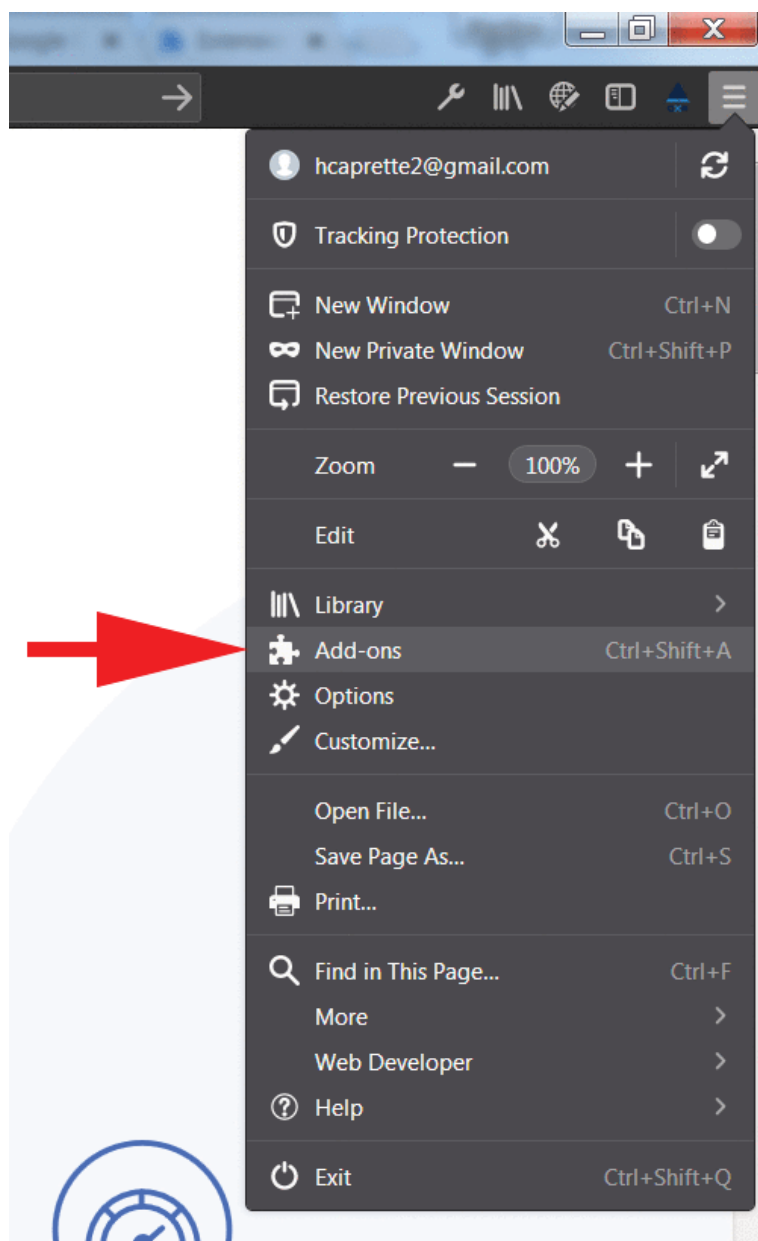 hcaprette2@gmail.com
Tracking Protection
New Window Ctrl+N
New Private Window Ctrl+Shift+P
Restore Previous Session
Zoom 100%
Edit
Library
Add-ons Ctrl+Shift+A
Options
Customize...
Open File... Ctrl+O
Save Page As... Ctrl+S
Print...
Find in This Page... Ctrl+F
More
Web Developer
Help
Exit Ctrl+Shift+Q